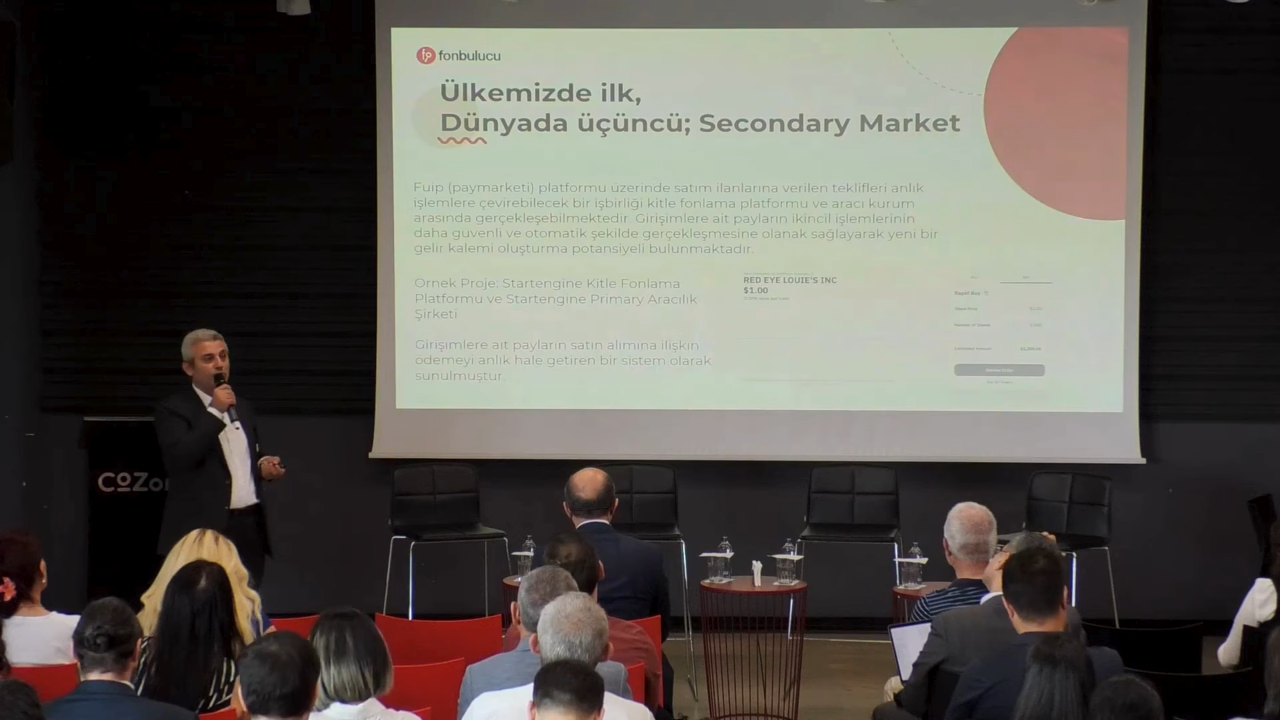 fonbulucu
Ülkemizde ilk,
Dünyada üçüncü; Secondary Market
Fuip (paymarketi) platformu üzerinde satım ilanlarına verilen teklifleri anlık
işlemlere çevirebilecek bir işbirliği kitle fonlama platformu ve aracı kurum
arasında gerçekleşebilmektedir. Girişimlere ait payların ikincil işlemlerinin
daha güvenli ve otomatik şekilde gerçekleşmesine olanak sağlayarak yeni bir
gelir kalemi oluşturma potansiyeli bulunmaktadır.
Örnek Proje: Startengine Kitle Fonlama
Platformu ve Startengine Primary Aracılık
Şirketi
RED EYE LOUIE'S INC
$1.00
Girişimlere ait payların satın alımına ilişkin
ödemeyi anlık hale getiren bir sistem olarak
sunulmuştur.